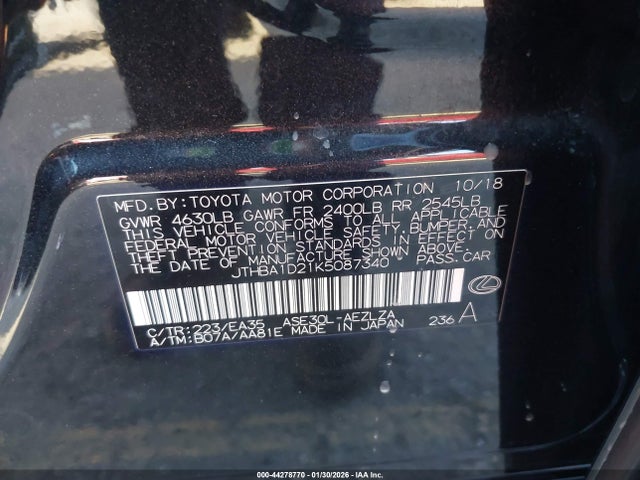 MFD.BY: TOYOTA MOTOR CORPORATION 10/18
GVWR 4630LB GAWR FR 2400LB RR 2545LB
THIS VEHICLE CONFORMS TO ALL APPLICABLE
FEDERAL MOTOR VEHICLE SAFETY, BUMPER, AND
THEFT PREVENTION STANDARDS IN EFFECT ON
THE DATE OF MANUFACTURE SHOWN ABOVE.
JTHBA1D21K5087340 PASS.CAR
C/TR: 223/EA35 ASE30L-AEZLZA
A/TM: B07A/AA81E MADE IN JAPAN 236 A
000-44278770 - 01/30/2026 - IAA Inc.